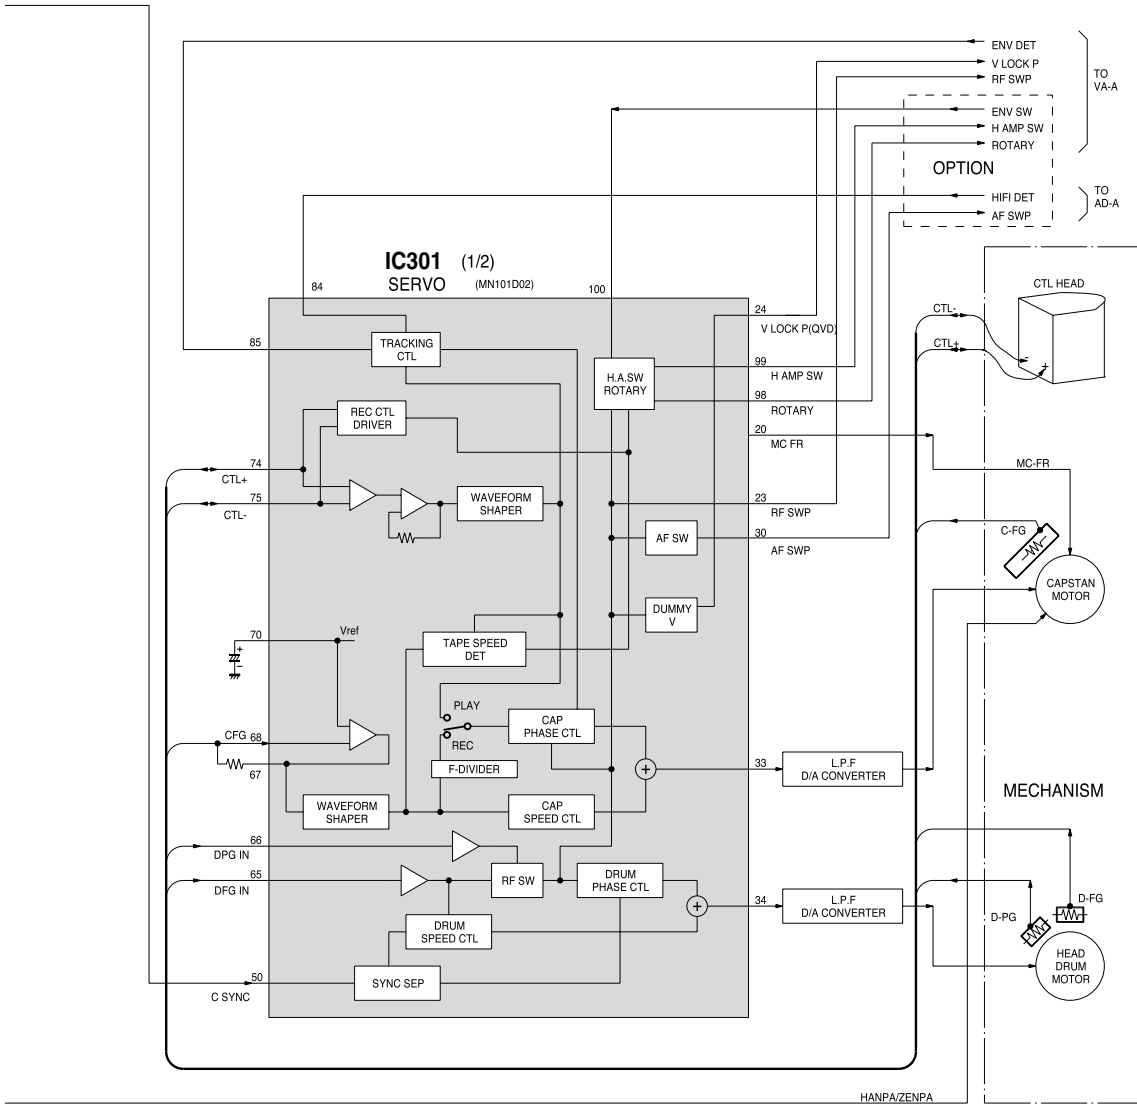 ENV DET
V LOCK P
RF SWP
TO
VA-A
ENV SW
H AMP SW
ROTARY
OPTION
HIFI DET
AF SWP
TO
AD-A
IC301 (1/2)
SERVO (MN101D02)
84
100
CTL HEAD
24
V LOCK P(QVD)
CTL-
85
TRACKING
CTL
CTL+
-
+
99
H AMP SW
H.A.SW
ROTARY
98
ROTARY
REC CTL
DRIVER
20
MC FR
74
CTL+
MC-FR
75
CTL-
WAVEFORM
SHAPER
23
RF SWP
AF SW
30
AF SWP
C-FG
CAPSTAN
MOTOR
DUMMY
V
70
Vref
+
-
TAPE SPEED
DET
PLAY
REC
CAP
PHASE CTL
CFG 68
67
F-DIVIDER
+
33
L.P.F
D/A CONVERTER
MECHANISM
WAVEFORM
SHAPER
CAP
SPEED CTL
66
DPG IN
65
DFG IN
RF SW
DRUM
PHASE CTL
+
34
L.P.F
D/A CONVERTER
D-FG
D-PG
DRUM
SPEED CTL
HEAD
DRUM
MOTOR
50
C SYNC
SYNC SEP
HANPA/ZENPA